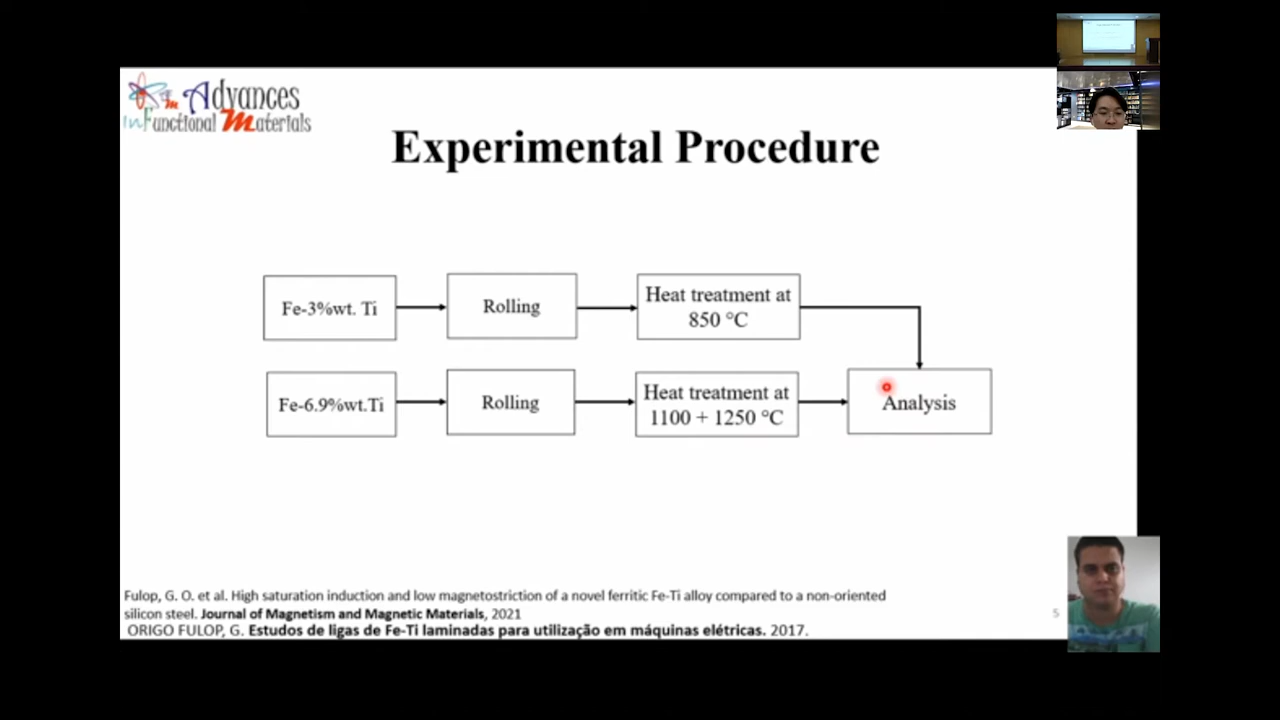 Advances
in Functional Materials
Experimental Procedure
Fe-3%wt. Ti
Rolling
Heat treatment at
850 °C
Fe-6.9%wt.Ti
Rolling
Heat treatment at
1100 + 1250 °C
Analysis
Fulop, G. O. et al. High saturation induction and low magnetostriction of a novel ferritic Fe-Ti alloy compared to a non-oriented
silicon steel. Journal of Magnetism and Magnetic Materials, 2021
ORIGO FULOP, G. Estudos de ligas de Fe-Ti laminadas para utilização em máquinas elétricas. 2017.
5